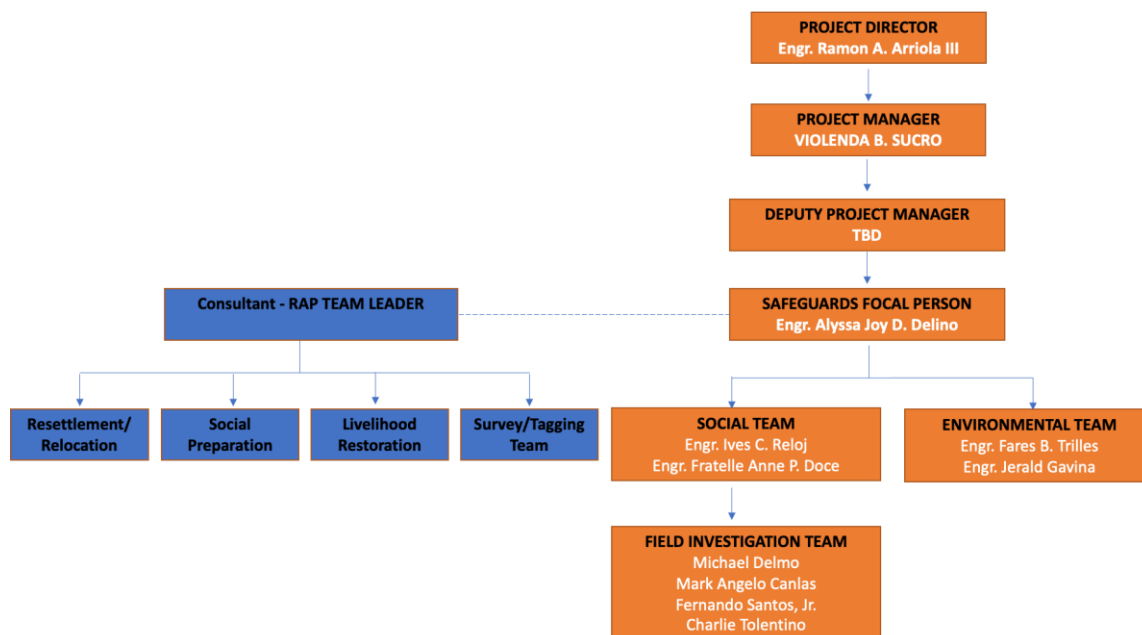 PROJECT DIRECTOR
Engr. Ramon A. Arriola III
PROJECT MANAGER
VIOLENDA B. SUCRO
DEPUTY PROJECT MANAGER
TBD
Consultant - RAP TEAM LEADER
SAFEGUARDS FOCAL PERSON
Engr. Alyssa Joy D. Delino
Resettlement/
Relocation
Social
Preparation
Livelihood
Restoration
Survey/Tagging
Team
SOCIAL TEAM
Engr. Ives C. Reloj
Engr. Fratelle Anne P. Doce
ENVIRONMENTAL TEAM
Engr. Fares B. Trilles
Engr. Jerald Gavina
FIELD INVESTIGATION TEAM
Michael Delmo
Mark Angelo Canlas
Fernando Santos, Jr.
Charlie Tolentino